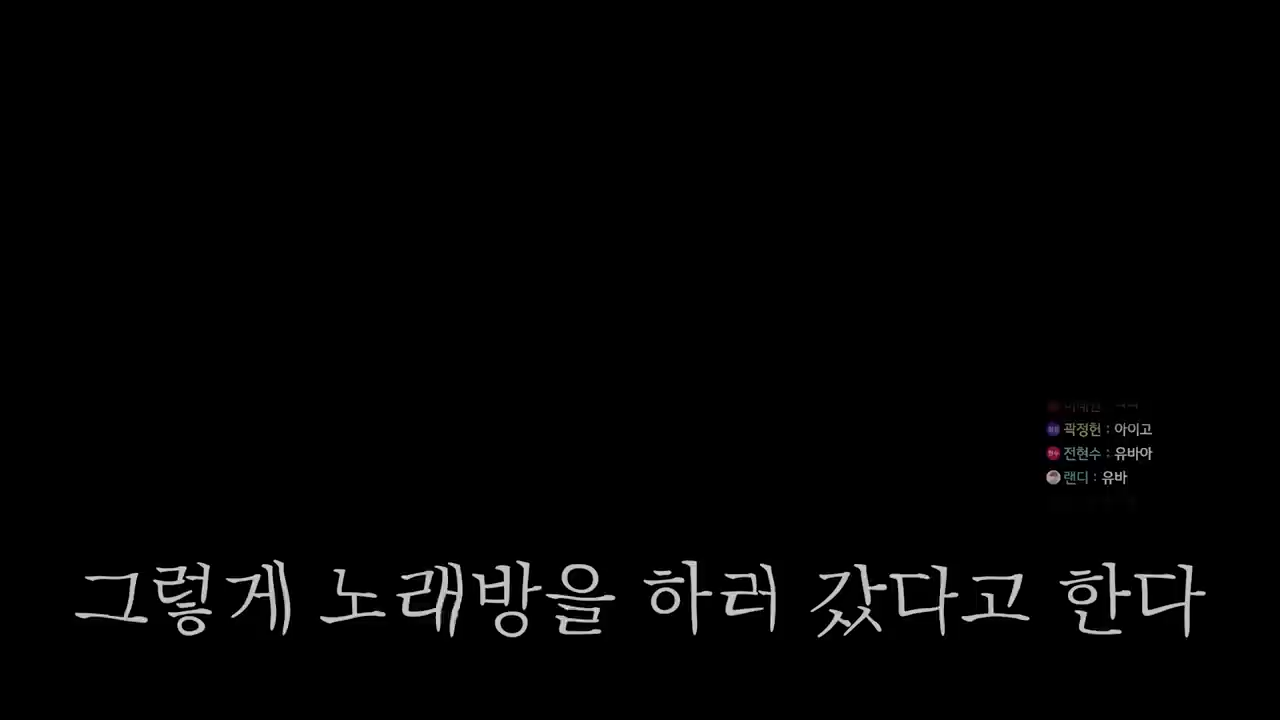 곽정헌 : 아이고
전현수 : 유바아
랜디 : 유바
그렇게 노래방을 하러 갔다고 한다